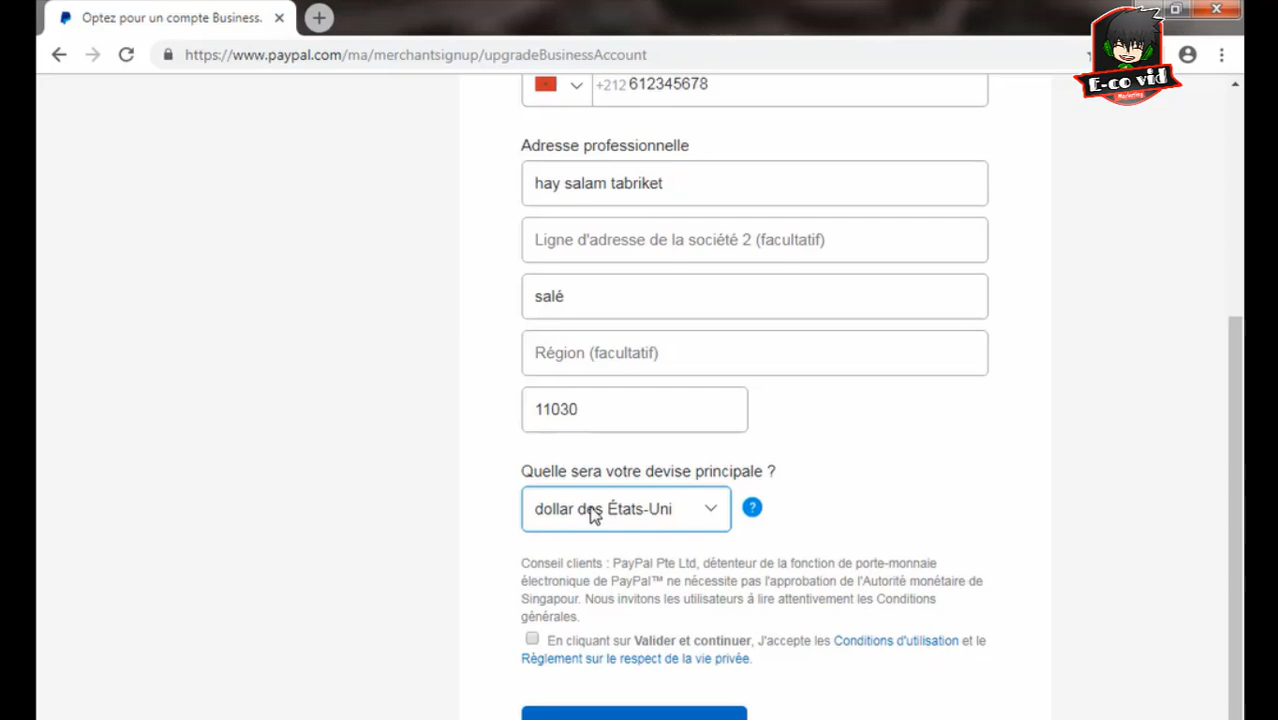 Optez pour un compte Business.
https://www.paypal.com/ma/merchantsignup/upgradeBusinessAccount
E-co vid
Marketing
+212 612345678
Adresse professionnelle
hay salam tabriket
Ligne d'adresse de la société 2 (facultatif)
salé
Région (facultatif)
11030
Quelle sera votre devise principale ?
dollar des États-Uni
?
Conseil clients : PayPal Pte Ltd, détenteur de la fonction de porte-monnaie
électronique de PayPal™ ne nécessite pas l'approbation de l'Autorité monétaire de
Singapour. Nous invitons les utilisateurs á lire attentivement les Conditions
générales.
En cliquant sur Valider et continuer, J'accepte les Conditions d'utilisation et le
Règlement sur le respect de la vie privée.